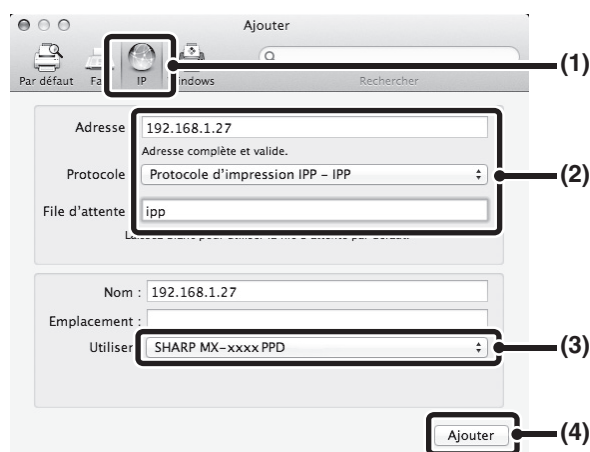 Ajouter
(1)
Par défaut Fa IP indows Rechercher
Adresse 192.168.1.27
Adresse complète et valide.
Protocole Protocole d'impression IPP – IPP (2)
File d'attente ipp
Nom : 192.168.1.27
Emplacement :
Utiliser SHARP MX-xxxx PPD (3)
Ajouter (4)